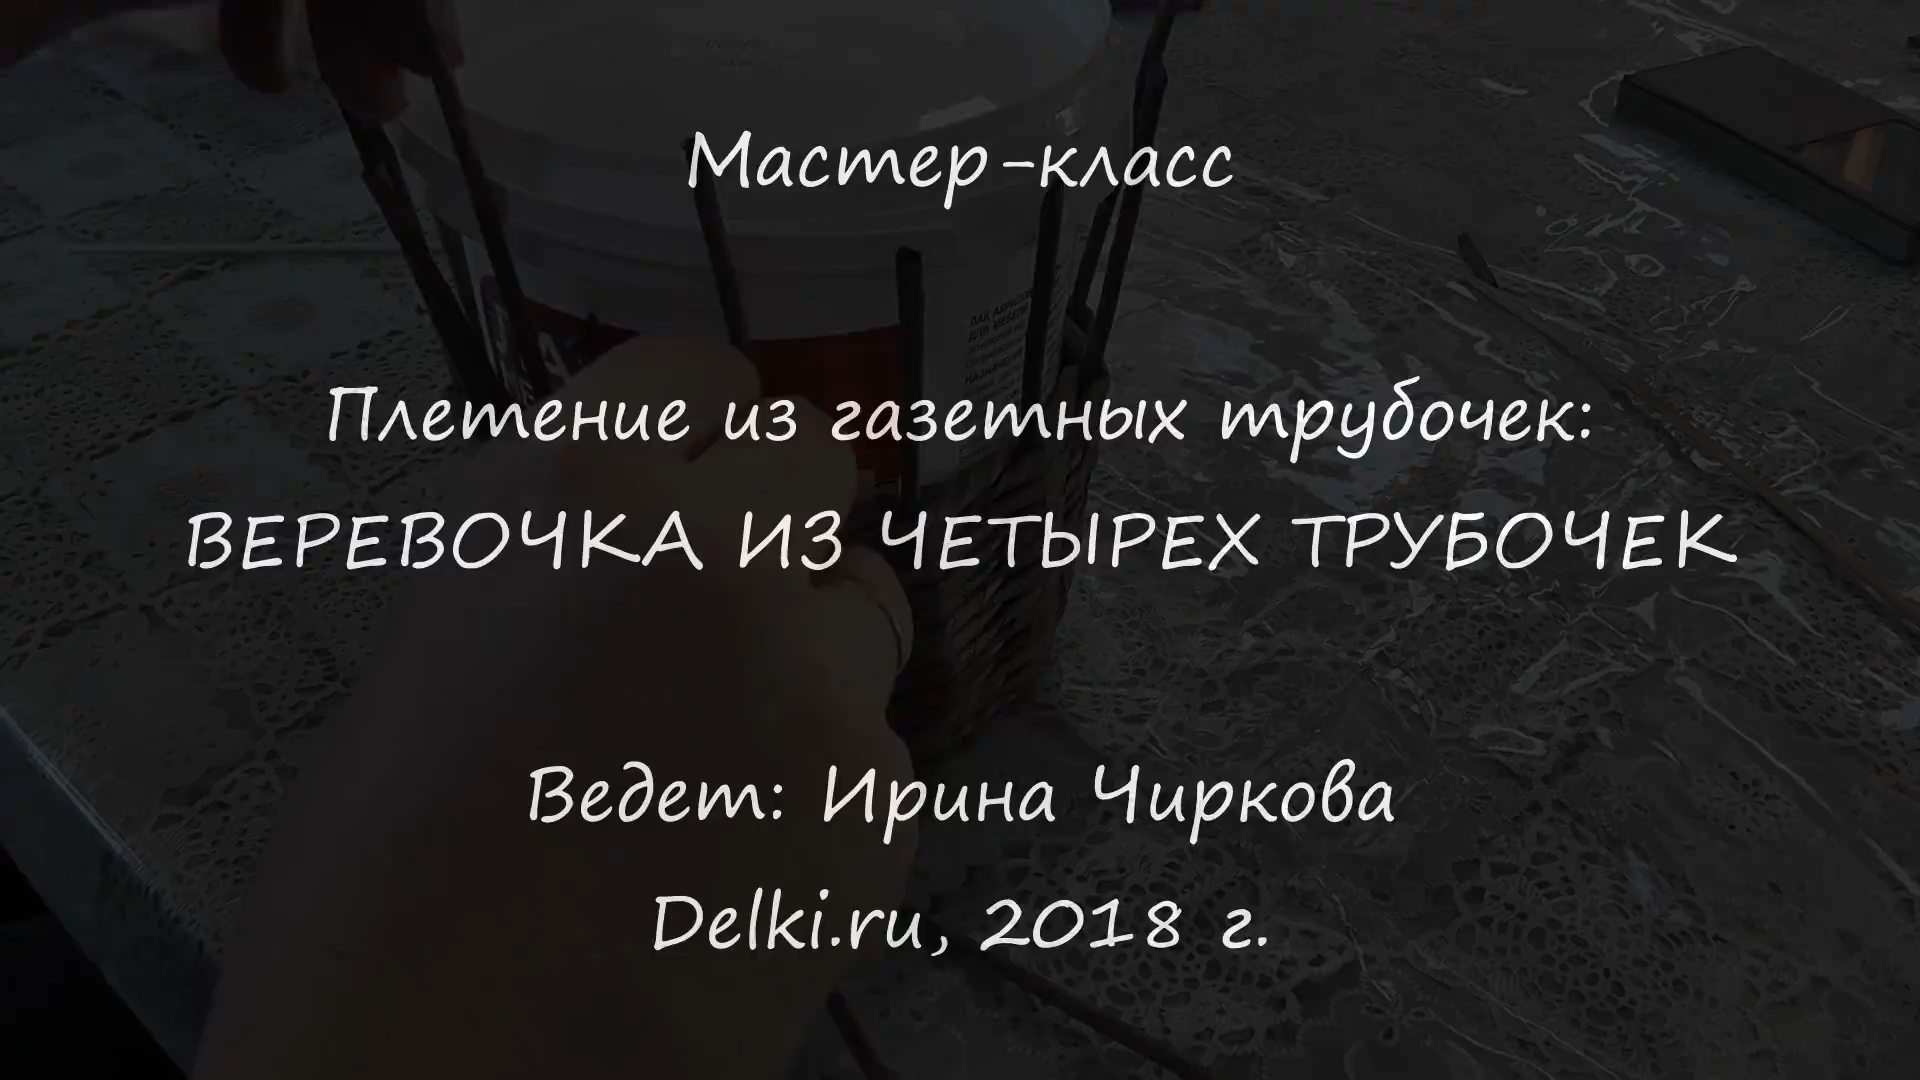 Мастер-класс
Плетение из газетных трубочек:
ВЕРЕВОЧКА ИЗ ЧЕТЫРЕХ ТРУБОЧЕК
Ведет: Ирина Чиркова
Delki.ru, 2018 г.